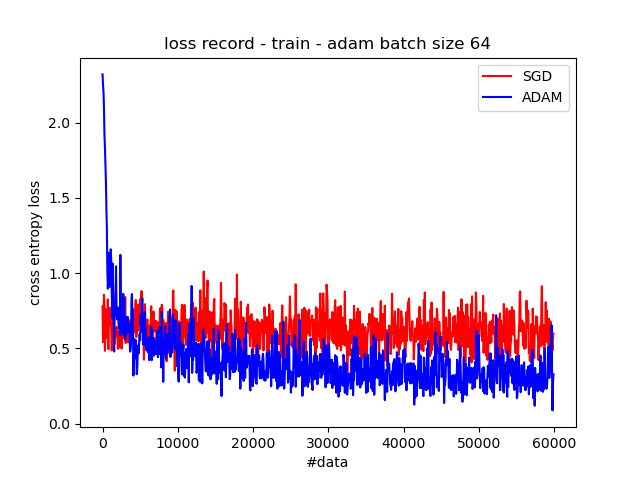 loss record - train - adam batch size 64
SGD
ADAM
cross entropy loss
2.0
1.5
1.0
0.5
0.0
0 10000 20000 30000 40000 50000 60000
#data